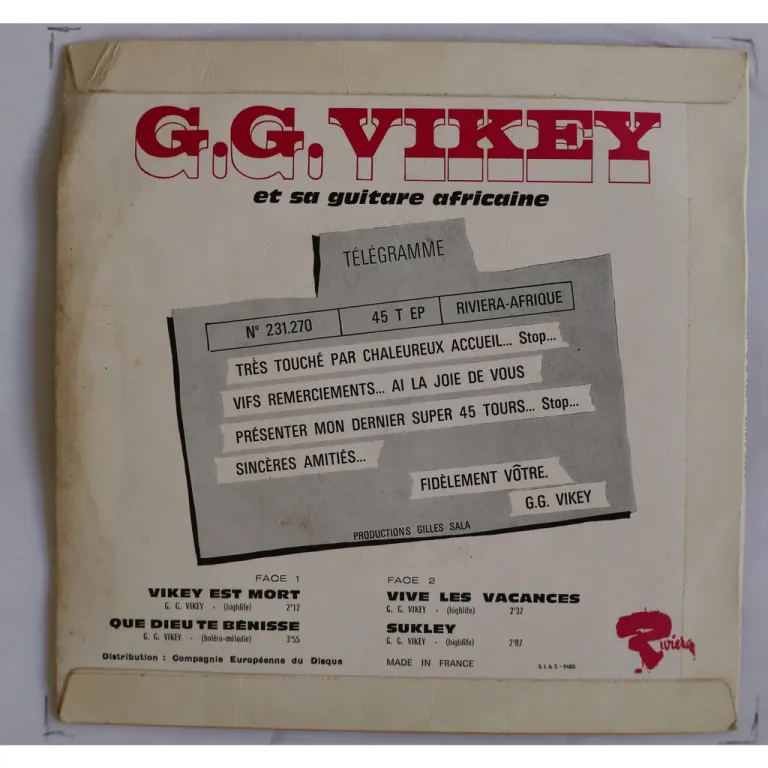 G.G. VIKEY
et sa guitare africaine
TÉLÉGRAMME
N° 231.270 45 T EP RIVIERA-AFRIQUE
TRÈS TOUCHÉ PAR CHALEUREUX ACCUEIL... Stop...
VIFS REMERCIEMENTS... AI LA JOIE DE VOUS
PRÉSENTER MON DERNIER SUPER 45 TOURS... Stop...
SINCÈRES AMITIÉS...
FIDÈLEMENT VÔTRE.
G.G. VIKEY
PRODUCTIONS GILLES SALA
FACE 1
VIKEY EST MORT
G. G. VIKEY - (highlife) 2'12
QUE DIEU TE BÉNISSE
G. G. VIKEY - (boléro-mélodie) 3'55
Distribution : Compagnie Européenne du Disque
FACE 2
VIVE LES VACANCES
G. G. VIKEY - (highlife) 2'32
SUKLEY
G. G. VIKEY - (highlife) 2'07
MADE IN FRANCE
S.I.A.T. - PARIS
Riviera